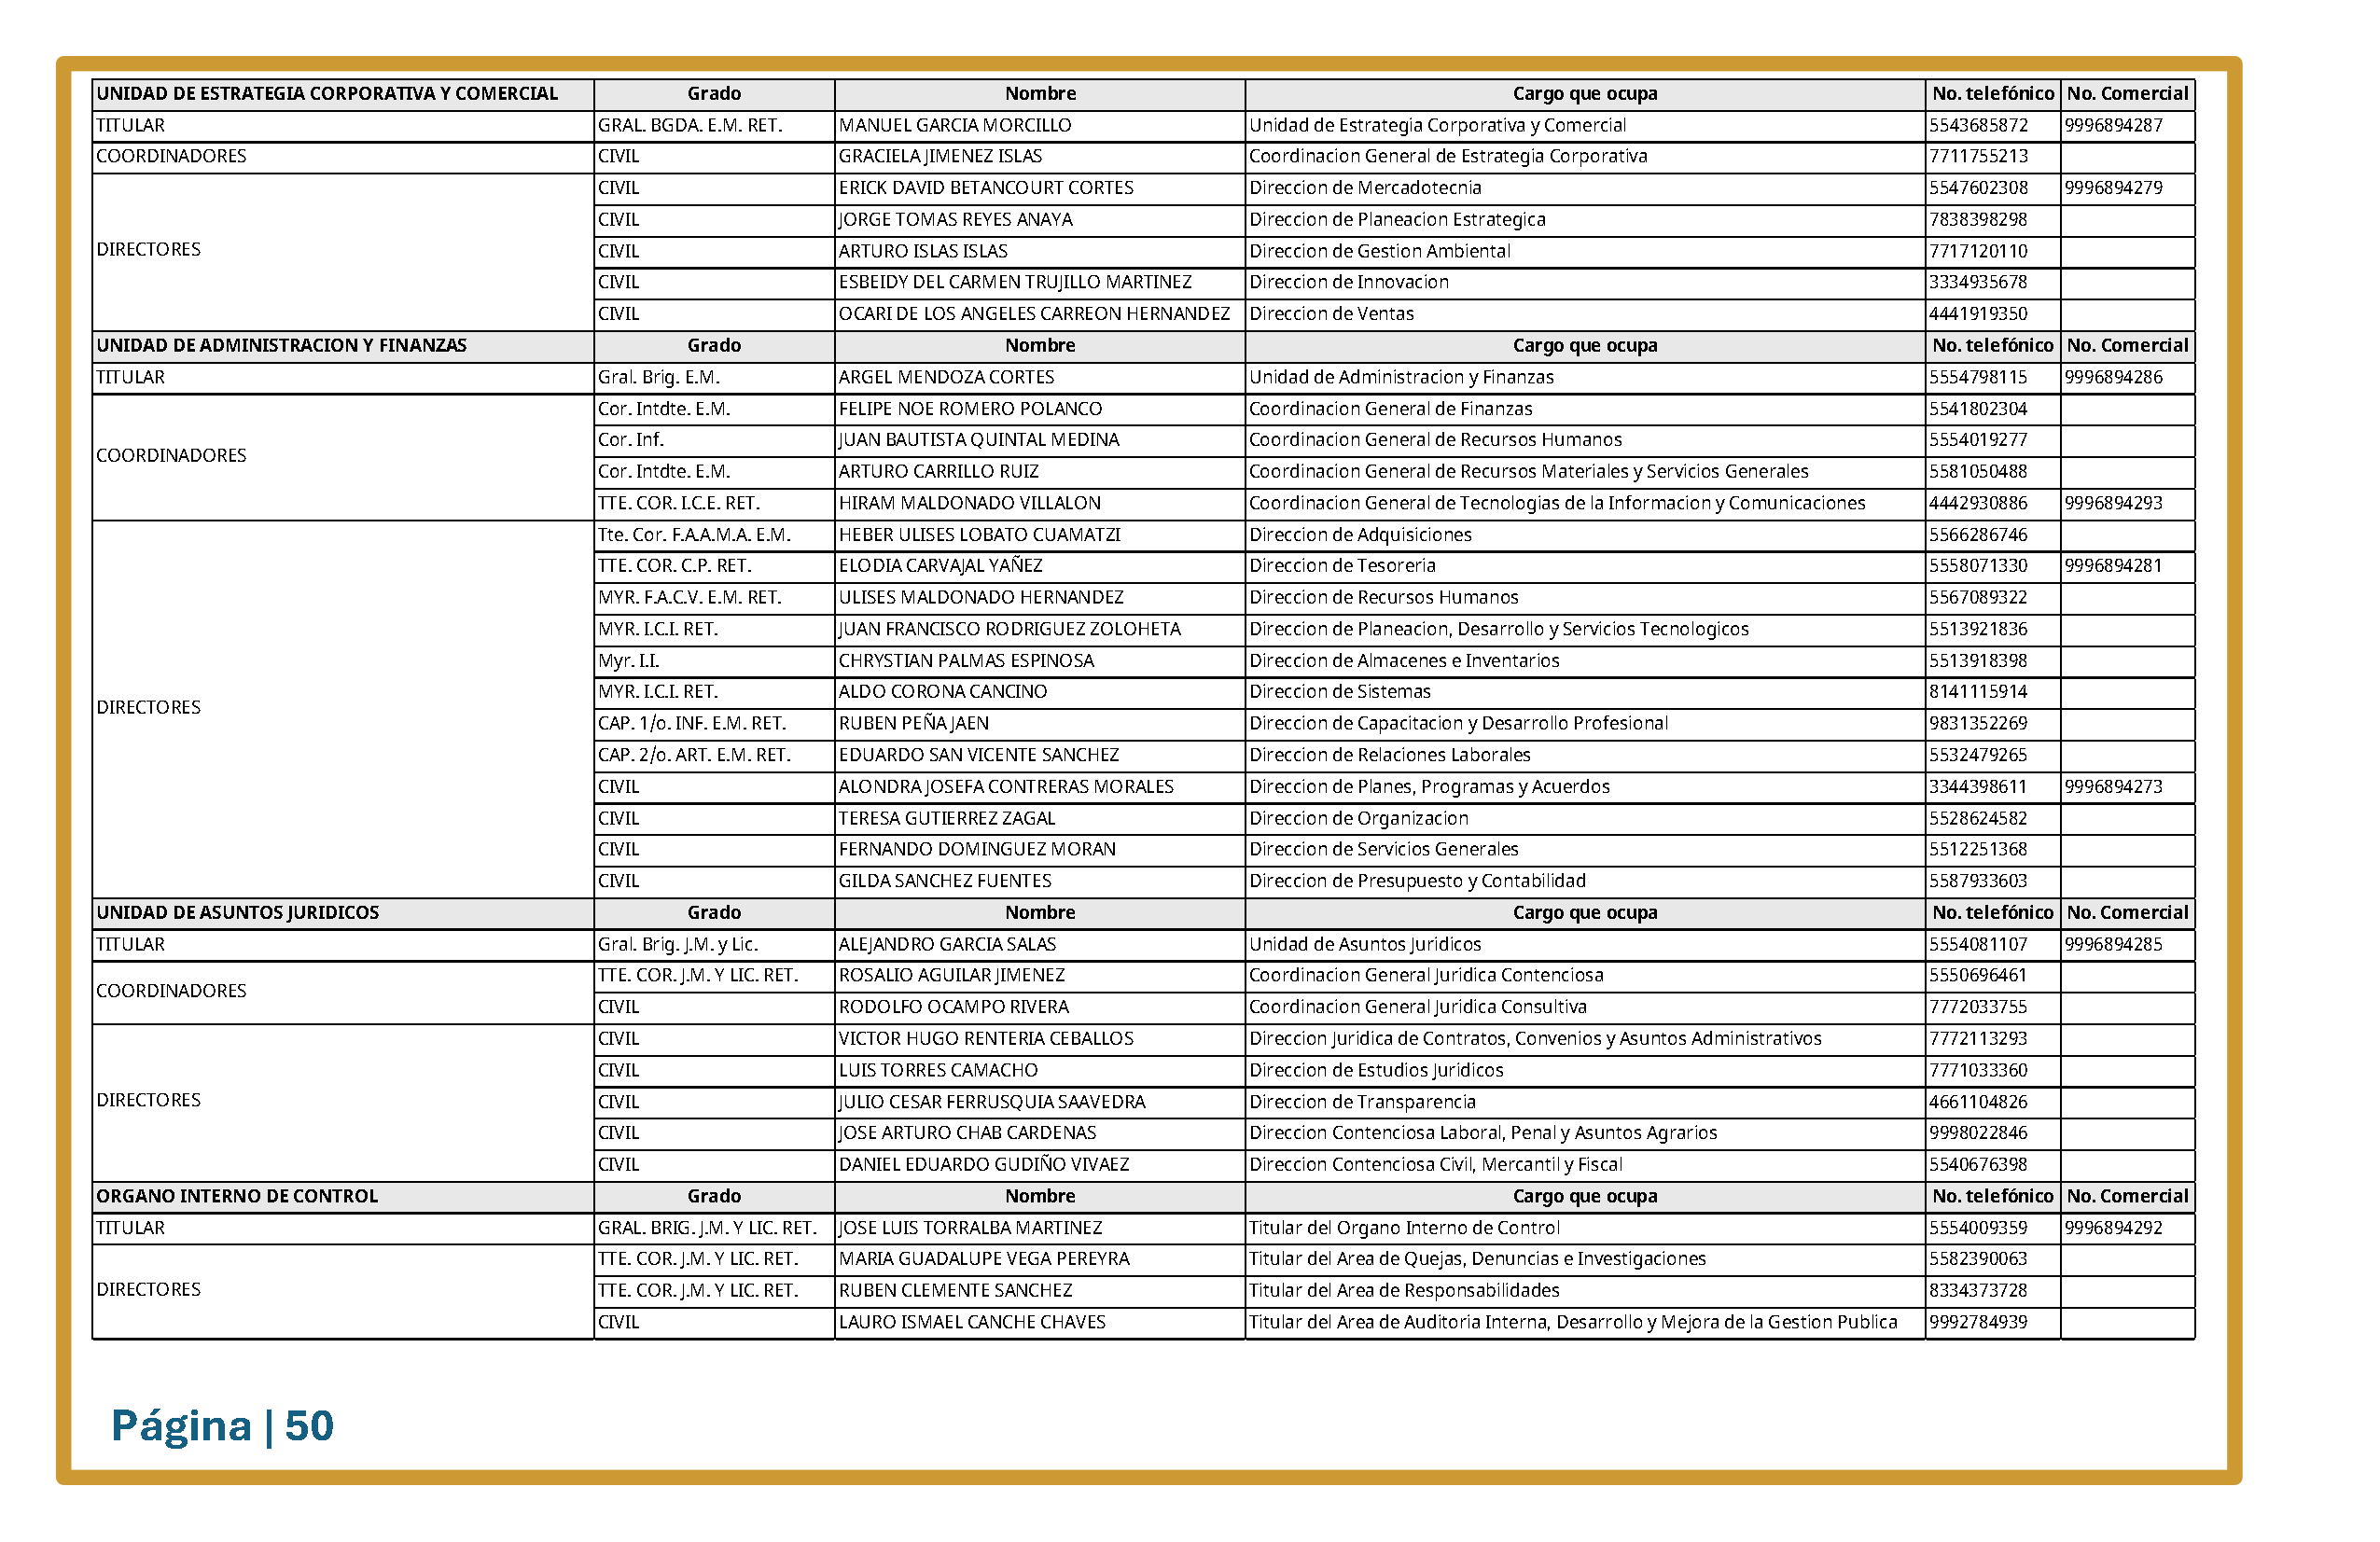 UNIDAD DE ESTRATEGIA CORPORATIVA Y COMERCIAL Grado Nombre Cargo que ocupa No. telefónico No. Comercial
TITULAR GRAL. BGDA. E.M. RET. MANUEL GARCIA MORCILLO Unidad de Estrategia Corporativa y Comercial 5543685872 9996894287
COORDINADORES CIVIL GRACIELA JIMENEZ ISLAS Coordinacion General de Estrategia Corporativa 7711755213
CIVIL ERICK DAVID BETANCOURT CORTES Direccion de Mercadotecnia 5547602308 9996894279
CIVIL JORGE TOMAS REYES ANAYA Direccion de Planeacion Estrategica 7838398298
DIRECTORES CIVIL ARTURO ISLAS ISLAS Direccion de Gestion Ambiental 7717120110
CIVIL ESBEIDY DEL CARMEN TRUJILLO MARTINEZ Direccion de Innovacion 3334935678
CIVIL OCARI DE LOS ANGELES CARREON HERNANDEZ Direccion de Ventas 4441919350
UNIDAD DE ADMINISTRACION Y FINANZAS Grado Nombre Cargo que ocupa No. telefónico No. Comercial
TITULAR Gral. Brig. E.M. ARGEL MENDOZA CORTES Unidad de Administracion y Finanzas 5554798115 9996894286
Cor. Intdte. E.M. FELIPE NOE ROMERO POLANCO Coordinacion General de Finanzas 5541802304
Cor. Inf. JUAN BAUTISTA QUINTAL MEDINA Coordinacion General de Recursos Humanos 5554019277
COORDINADORES
Cor. Intdte. E.M. ARTURO CARRILLO RUIZ Coordinacion General de Recursos Materiales y Servicios Generales 5581050488
TTE. COR. I.C.E. RET. HIRAM MALDONADO VILLALON Coordinacion General de Tecnologias de la Informacion y Comunicaciones 4442930886 9996894293
Tte. Cor. F.A.A.M.A. E.M. HEBER ULISES LOBATO CUAMATZI Direccion de Adquisiciones 5566286746
TTE. COR. C.P. RET. ELODIA CARVAJAL YAÑEZ Direccion de Tesoreria 5558071330 9996894281
MYR. F.A.C.V. E.M. RET. ULISES MALDONADO HERNANDEZ Direccion de Recursos Humanos 5567089322
MYR. I.C.I. RET. JUAN FRANCISCO RODRIGUEZ ZOLOHETA Direccion de Planeacion, Desarrollo y Servicios Tecnologicos 5513921836
Myr. I.I. CHRYSTIAN PALMAS ESPINOSA Direccion de Almacenes e Inventarios 5513918398
MYR. I.C.I. RET. ALDO CORONA CANCINO Direccion de Sistemas 8141115914
DIRECTORES
CAP. 1/o. INF. E.M. RET. RUBEN PEÑA JAEN Direccion de Capacitacion y Desarrollo Profesional 9831352269
CAP. 2/o. ART. E.M. RET. EDUARDO SAN VICENTE SANCHEZ Direccion de Relaciones Laborales 5532479265
CIVIL ALONDRA JOSEFA CONTRERAS MORALES Direccion de Planes, Programas y Acuerdos 3344398611 9996894273
CIVIL TERESA GUTIERREZ ZAGAL Direccion de Organizacion 5528624582
CIVIL FERNANDO DOMINGUEZ MORAN Direccion de Servicios Generales 5512251368
CIVIL GILDA SANCHEZ FUENTES Direccion de Presupuesto y Contabilidad 5587933603
UNIDAD DE ASUNTOS JURIDICOS Grado Nombre Cargo que ocupa No. telefónico No. Comercial
TITULAR Gral. Brig. J.M. y Lic. ALEJANDRO GARCIA SALAS Unidad de Asuntos Juridicos 5554081107 9996894285
TTE. COR. J.M. Y LIC. RET. ROSALIO AGUILAR JIMENEZ Coordinacion General Juridica Contenciosa 5550696461
COORDINADORES
CIVIL RODOLFO OCAMPO RIVERA Coordinacion General Juridica Consultiva 7772033755
CIVIL VICTOR HUGO RENTERIA CEBALLOS Direccion Juridica de Contratos, Convenios y Asuntos Administrativos 7772113293
CIVIL LUIS TORRES CAMACHO Direccion de Estudios Juridicos 7771033360
DIRECTORES CIVIL JULIO CESAR FERRUSQUIA SAAVEDRA Direccion de Transparencia 4661104826
CIVIL JOSE ARTURO CHAB CARDENAS Direccion Contenciosa Laboral, Penal y Asuntos Agrarios 9998022846
CIVIL DANIEL EDUARDO GUDIÑO VIVAEZ Direccion Contenciosa Civil, Mercantil y Fiscal 5540676398
ORGANO INTERNO DE CONTROL Grado Nombre Cargo que ocupa No. telefónico No. Comercial
TITULAR GRAL. BRIG. J.M. Y LIC. RET. JOSE LUIS TORRALBA MARTINEZ Titular del Organo Interno de Control 5554009359 9996894292
TTE. COR. J.M. Y LIC. RET. MARIA GUADALUPE VEGA PEREYRA Titular del Area de Quejas, Denuncias e Investigaciones 5582390063
DIRECTORES TTE. COR. J.M. Y LIC. RET. RUBEN CLEMENTE SANCHEZ Titular del Area de Responsabilidades 8334373728
CIVIL LAURO ISMAEL CANCHE CHAVES Titular del Area de Auditoria Interna, Desarrollo y Mejora de la Gestion Publica 9992784939
Página | 50